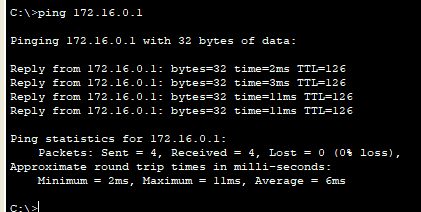 C:\>ping 172.16.0.1
Pinging 172.16.0.1 with 32 bytes of data:
Reply from 172.16.0.1: bytes=32 time=2ms TTL=126
Reply from 172.16.0.1: bytes=32 time=3ms TTL=126
Reply from 172.16.0.1: bytes=32 time=11ms TTL=126
Reply from 172.16.0.1: bytes=32 time=11ms TTL=126
Ping statistics for 172.16.0.1:
    Packets: Sent = 4, Received = 4, Lost = 0 (0% loss),
Approximate round trip times in milli-seconds:
    Minimum = 2ms, Maximum = 11ms, Average = 6ms
C:\>